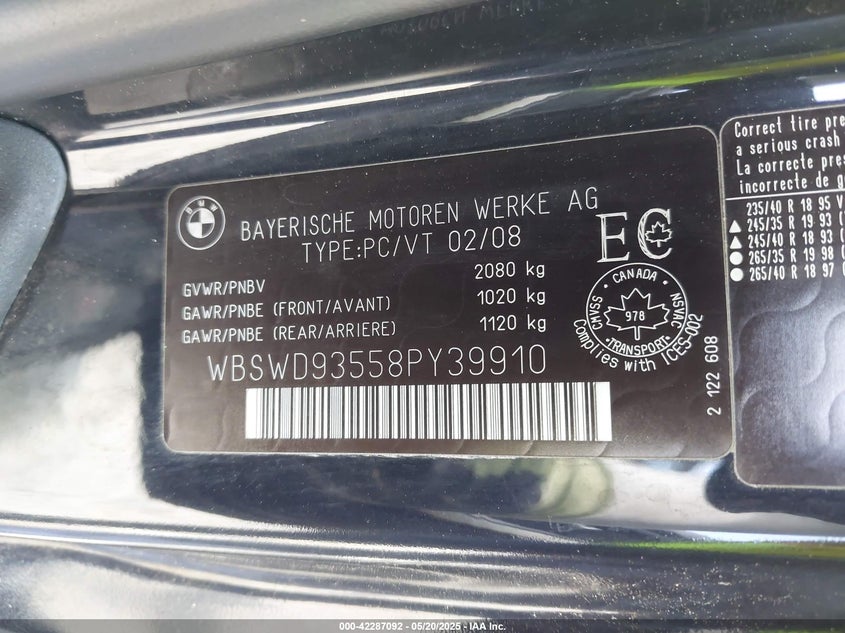 BMW
BAYERISCHE MOTOREN WERKE AG
TYPE:PC/VT 02/08
GVWR/PNBV 2080 kg
GAWR/PNBE (FRONT/AVANT) 1020 kg
GAWR/PNBE (REAR/ARRIERE) 1120 kg
WBSWD93558PY39910
EC
CANADA
CMVSS
NSVAC
978
TRANSPORT
Complies with ICES-002
2 122 608
Correct tire pre
a serious crash
La correcte pres
incorrecte de g
235/40 R 18 95 V
245/35 R 19 93 (
245/40 R 18 93 (
265/35 R 19 98 (
265/40 R 18 97 (
000-42287092 - 05/20/2025 - IAA Inc.